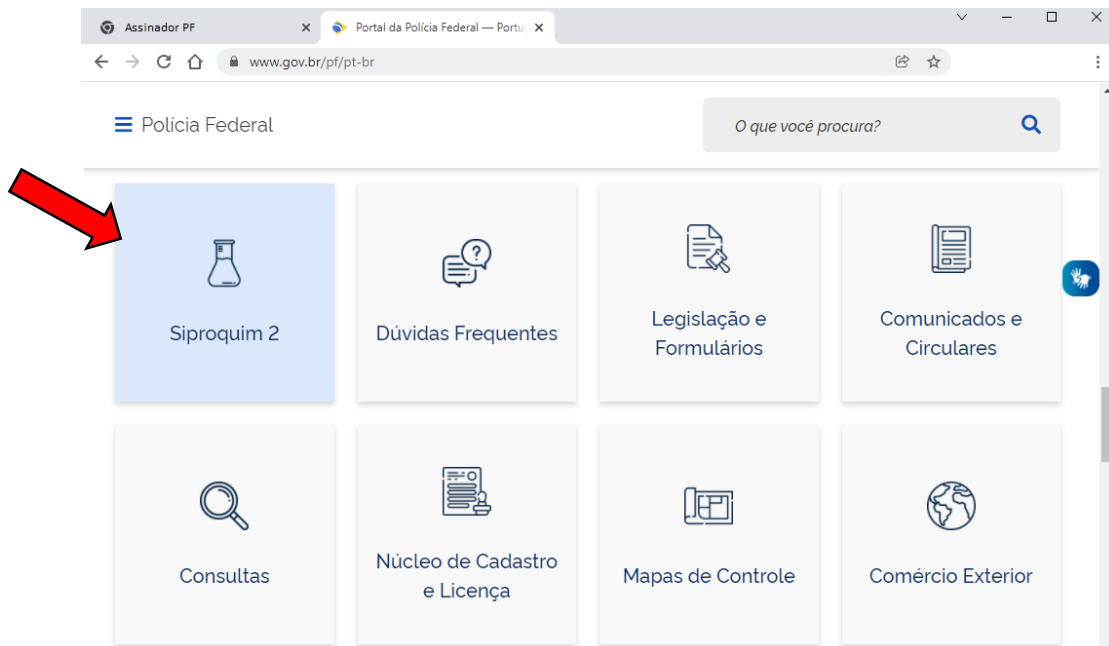 Assinador PF
Portal da Polícia Federal — Portu
www.gov.br/pf/pt-br
Polícia Federal
O que você procura?
Siproquim 2
Dúvidas Frequentes
Legislação e
Formulários
Comunicados e
Circulares
Consultas
Núcleo de Cadastro
e Licença
Mapas de Controle
Comércio Exterior